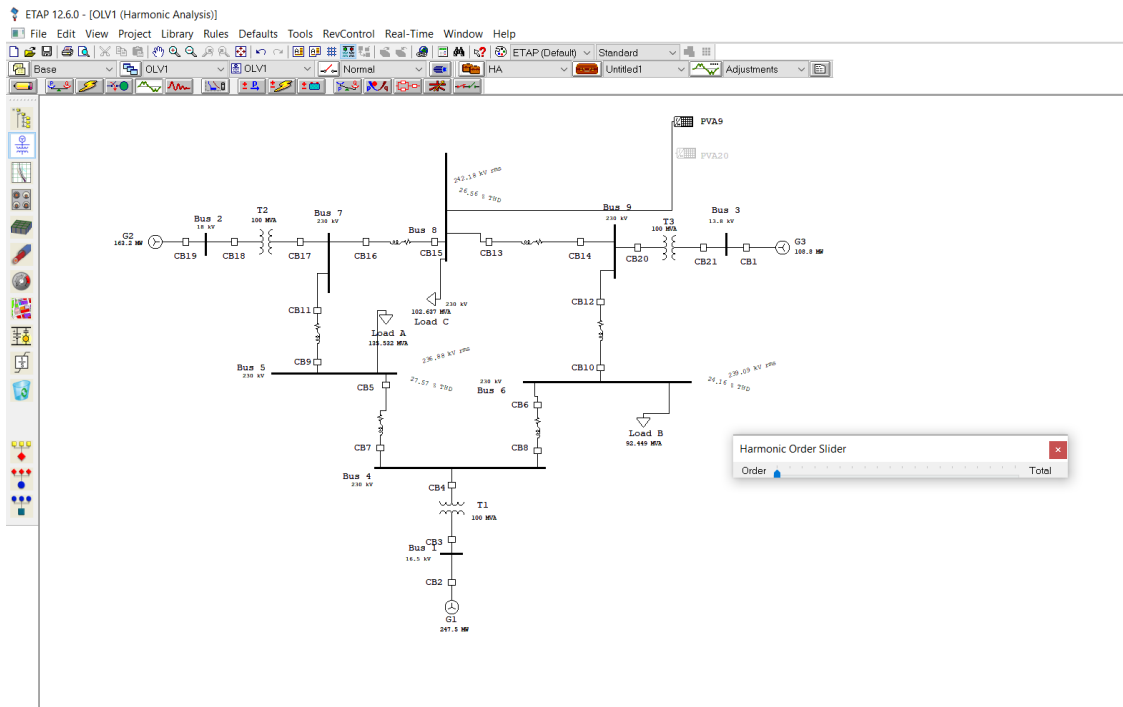 ETAP 12.6.0 - [OLV1 (Harmonic Analysis)]
File Edit View Project Library Rules Defaults Tools RevControl Real-Time Window Help
ETAP (Default) Standard
Base OLV1 OLV1 Normal HA Untitled1 Adjustments
PVA9
PVA20
242.18 kV rms
26.56 % THD
Bus 9
230 kV
Bus 3
13.8 kV
T3
100 MVA
T2
100 MVA
Bus 7
230 kV
Bus 2
18 kV
G2
163.2 MW
Bus 8
G3
108.8 MW
CB19
CB18
CB17
CB16
CB15
CB13
CB14
CB20
CB21
CB1
CB11
230 kV
102.637 MVA
Load C
CB12
Load A
135.532 MVA
236.88 kV rms
27.57 % THD
CB9
CB10
239.09 kV rms
24.16 % THD
Bus 5
230 kV
230 kV
Bus 6
CB5
CB6
Load B
92.449 MVA
CB7
CB8
Bus 4
230 kV
CB4
T1
100 MVA
CB3
Bus 1
16.5 kV
CB2
G1
247.5 MW
Harmonic Order Slider
Order Total